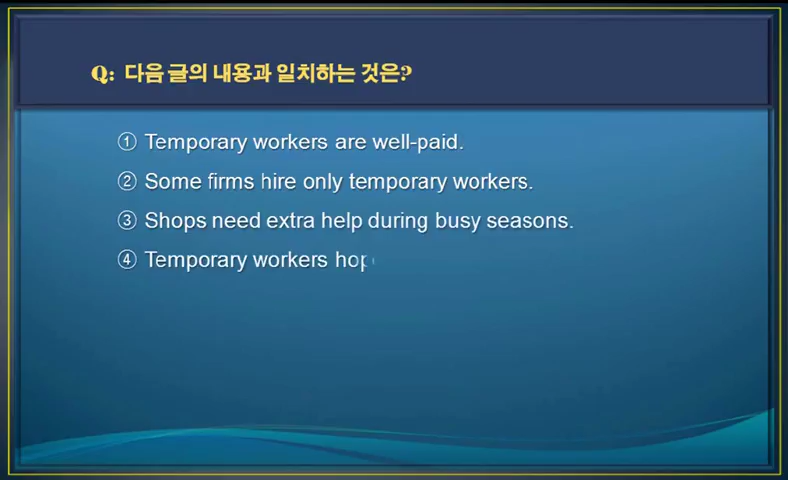 Q: 다음 글의 내용과 일치하는 것은?
① Temporary workers are well-paid.
② Some firms hire only temporary workers.
③ Shops need extra help during busy seasons.
④ Temporary workers